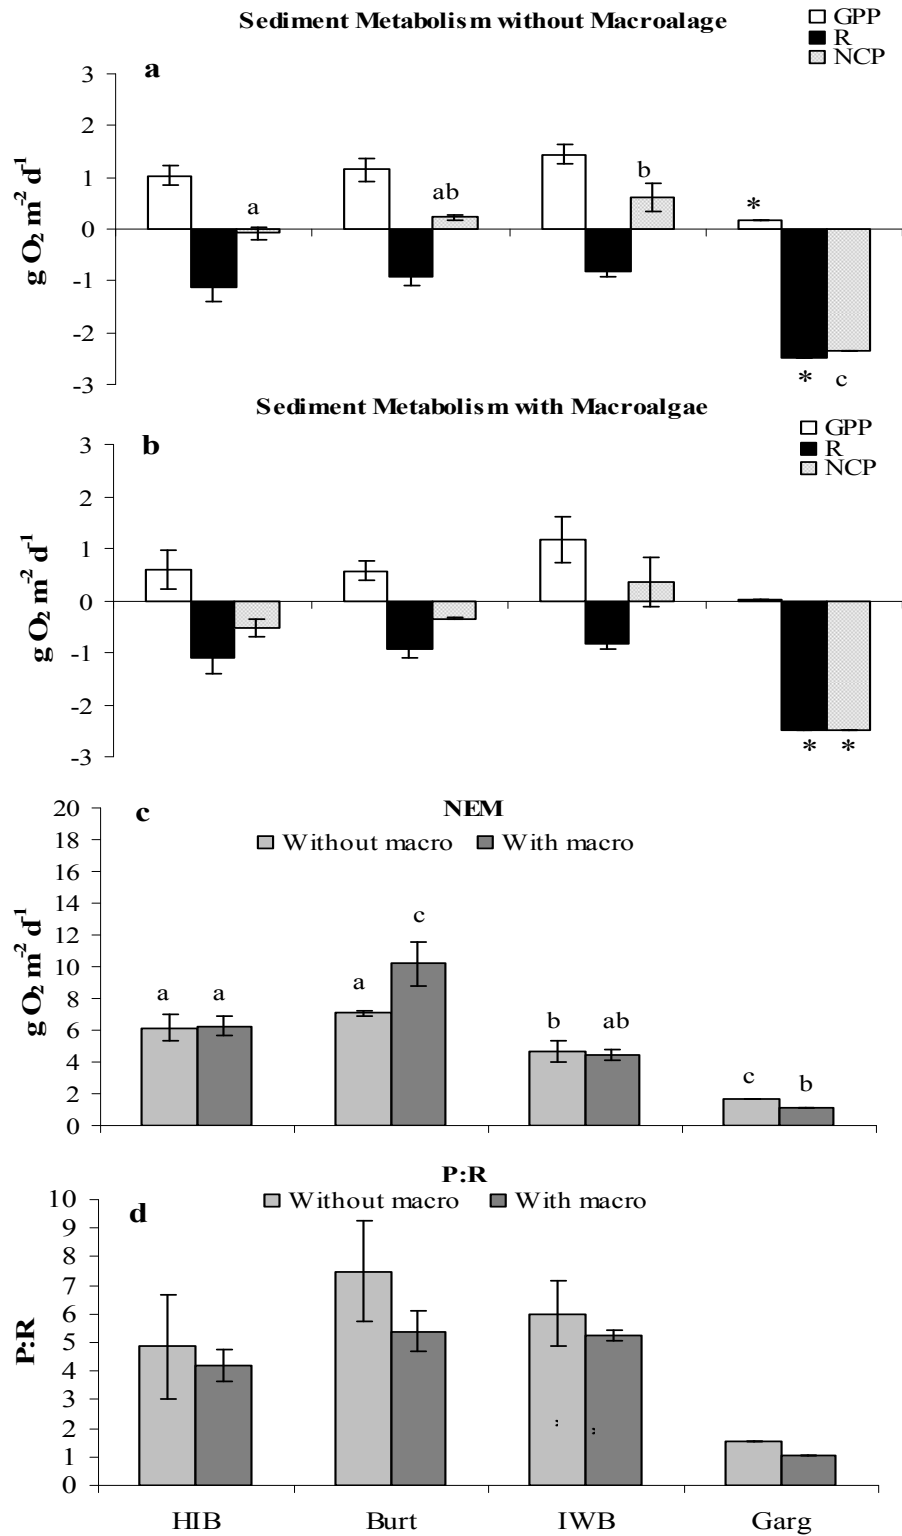 Sediment Metabolism without Macroalage
GPP
R
NCP
a
3
2
1
0
-1
-2
-3
g O₂ m⁻² d⁻¹
a
ab
b
*
*
c
Sediment Metabolism with Macroalgae
GPP
R
NCP
b
3
2
1
0
-1
-2
-3
g O₂ m⁻² d⁻¹
*
*
NEM
c
Without macro
With macro
20
18
16
14
12
10
8
6
4
2
0
g O₂ m⁻² d⁻¹
a
a
a
c
b
ab
c
b
P:R
d
Without macro
With macro
10
9
8
7
6
5
4
3
2
1
0
P:R
HIB
Burt
IWB
Garg